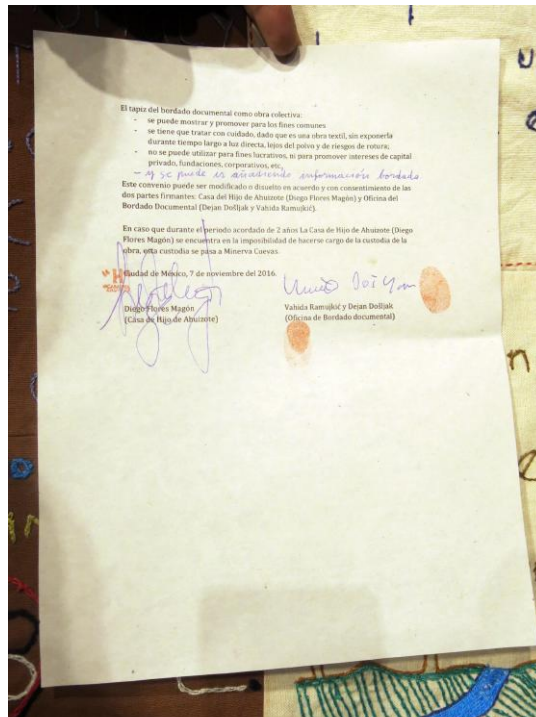 El tapiz del bordado documental como obra colectiva:
- se puede mostrar y promover para los fines comunes
- se tiene que tratar con cuidado, dado que es una obra textil, sin exponerla
durante tiempo largo a luz directa, lejos del polvo y de riesgos de rotura;
- no se puede utilizar para fines lucrativos, ni para promover intereses de capital
privado, fundaciones, corporativos, etc.
se puede ir añadiendo información bordada
Este convenio puede ser modificado o disuelto en acuerdo y con consentimiento de las
dos partes firmantes: Casa del Hijo de Ahuizote (Diego Flores Magón) y Oficina del
Bordado Documental (Dejan Došljak y Vahida Ramujkić).
En caso que durante el periodo acordado de 2 años La Casa de Hijo de Ahuizote (Diego
Flores Magón) se encuentra en la imposibilidad de hacerse cargo de la custodia de la
obra, esta custodia se pasa a Minerva Cuevas.
Ciudad de México, 7 de noviembre del 2016.
Diego Flores Magón
(Casa de Hijo de Ahuizote)
Vahida Ramujkić y Dejan Došljak
(Oficina de Bordado documental)